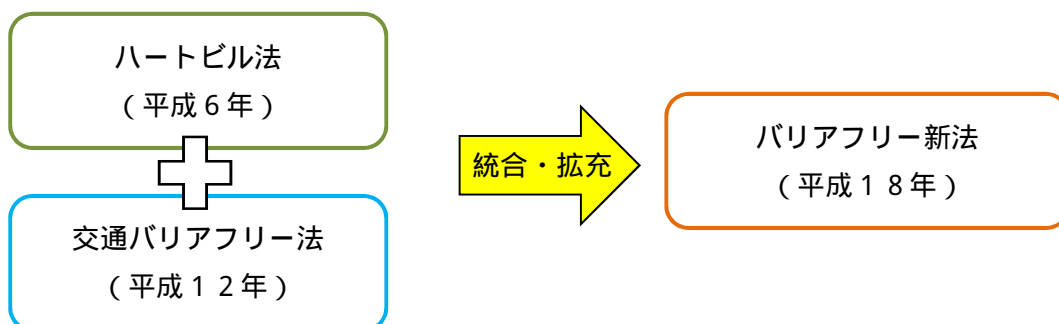 ハートビル法
（平成６年）
交通バリアフリー法
（平成１２年）
統合・拡充
バリアフリー新法
（平成１８年）